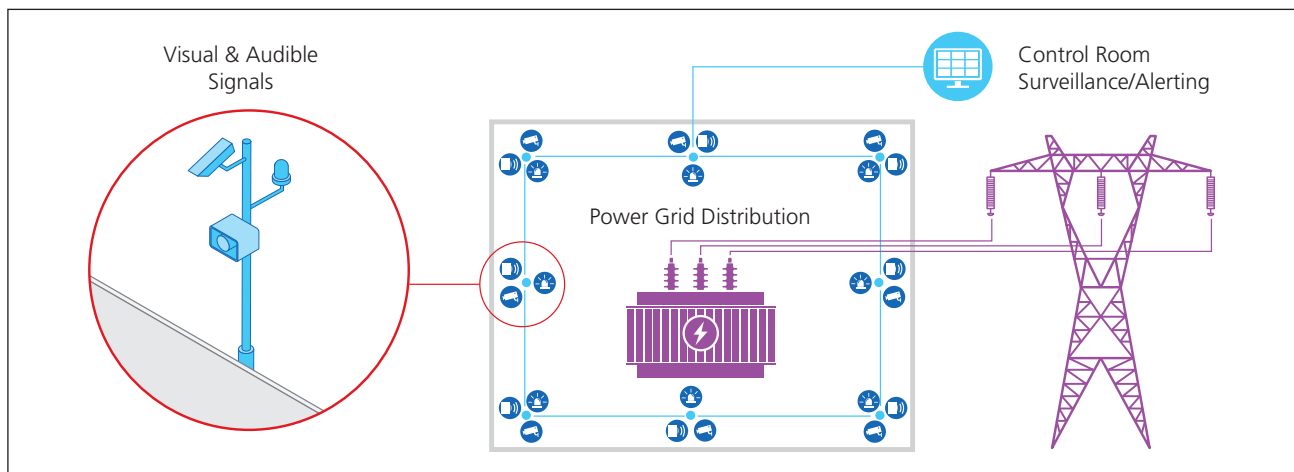 Visual & Audible
Signals
Control Room
Surveillance/Alerting
Power Grid Distribution